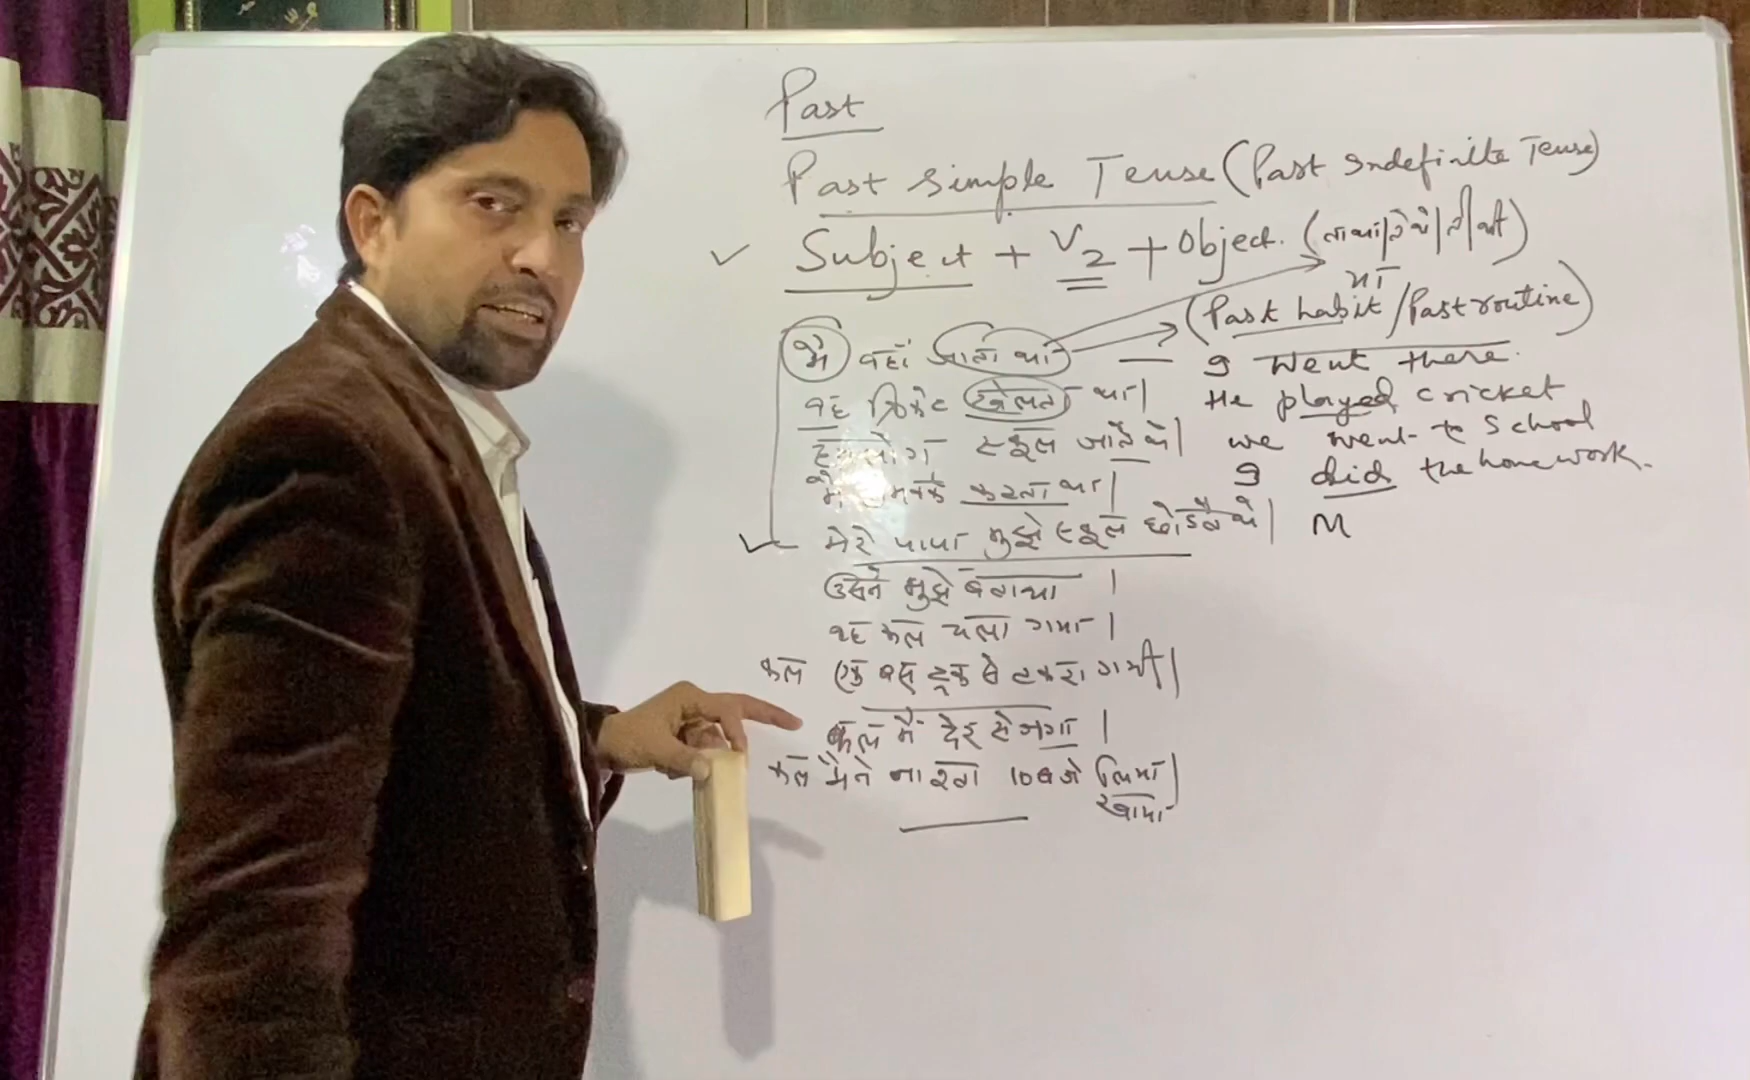 Past
Past Simple Tense (Past Indefinite Tense)
Subject + V2 + Object. (ता था/ते थे/ती थी)
या
(Past habit/Past routine)
मैं वहाँ जाता था — I went there.
वह क्रिकेट खेलता था। He played cricket
हमलोग स्कूल जाते थे। we went to School
मैं करता था। I did the homework.
मेरे पापा मुझे स्कूल छोड़ते थे। M
उसने मुझे बताया।
वह कल चला गया।
कल एक बस ट्रक से टकरा गयी।
कल मैं देर से जगा।
कल मैंने नाश्ता 10 बजे लिया।
खाया